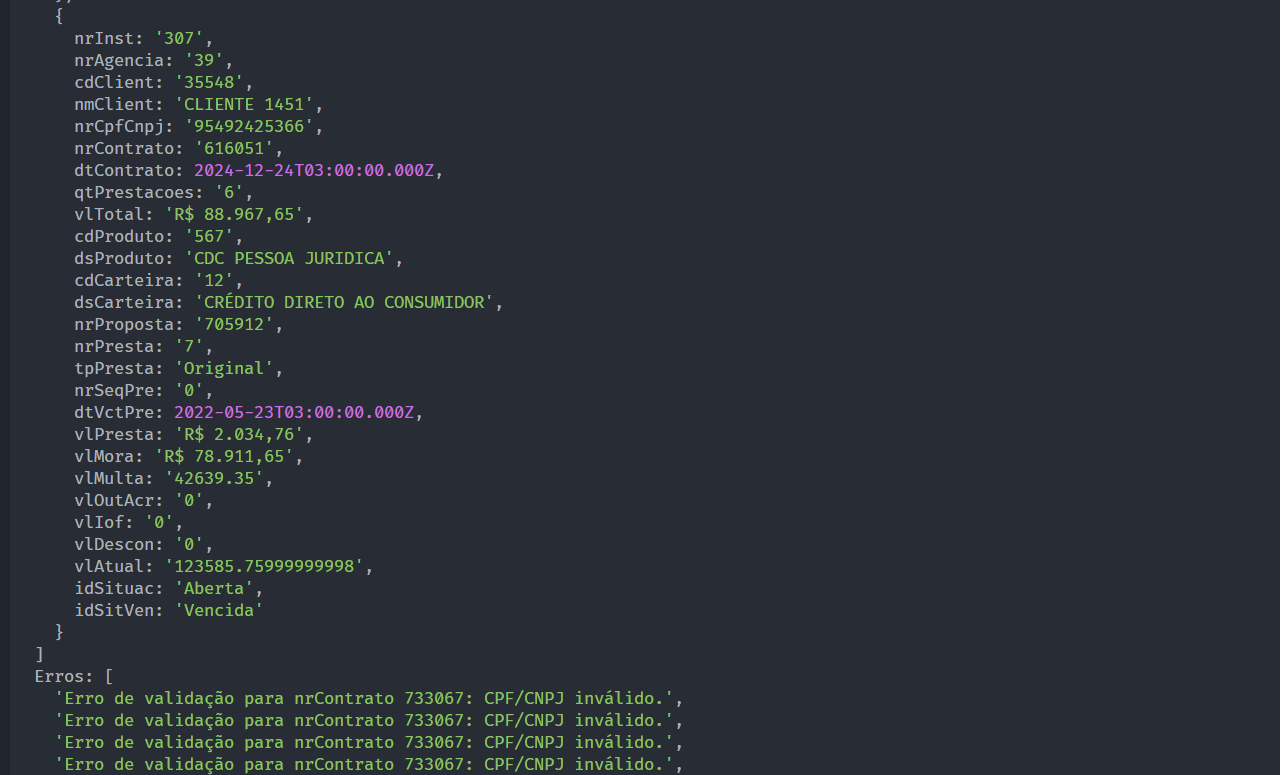 {
nrInst: '307',
nrAgencia: '39',
cdClient: '35548',
nmClient: 'CLIENTE 1451',
nrCpfCnpj: '95492425366',
nrContrato: '616051',
dtContrato: 2024-12-24T03:00:00.000Z,
qtPrestacoes: '6',
vlTotal: 'R$ 88.967,65',
cdProduto: '567',
dsProduto: 'CDC PESSOA JURIDICA',
cdCarteira: '12',
dsCarteira: 'CRÉDITO DIRETO AO CONSUMIDOR',
nrProposta: '705912',
nrPresta: '7',
tpPresta: 'Original',
nrSeqPre: '0',
dtVctPre: 2022-05-23T03:00:00.000Z,
vlPresta: 'R$ 2.034,76',
vlMora: 'R$ 78.911,65',
vlMulta: '42639.35',
vlOutAcr: '0',
vlIof: '0',
vlDescon: '0',
vlAtual: '123585.75999999998',
idSituac: 'Aberta',
idSitVen: 'Vencida'
}
]
Erros: [
'Erro de validação para nrContrato 733067: CPF/CNPJ inválido.',
'Erro de validação para nrContrato 733067: CPF/CNPJ inválido.',
'Erro de validação para nrContrato 733067: CPF/CNPJ inválido.',
'Erro de validação para nrContrato 733067: CPF/CNPJ inválido.',